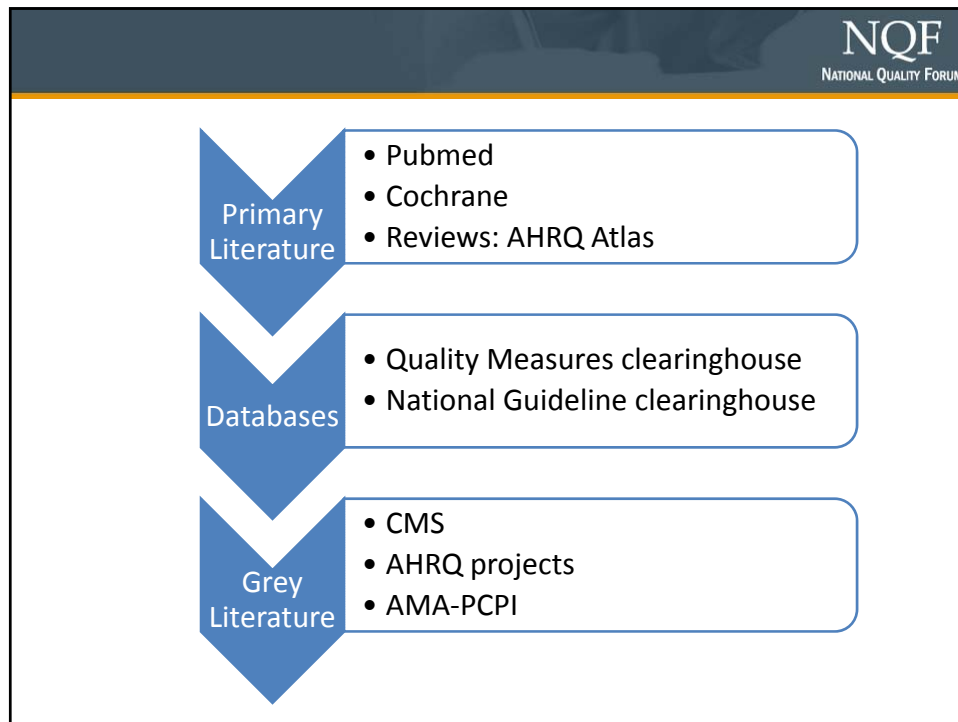 NQF
NATIONAL QUALITY FORUM
Primary
Literature
• Pubmed
• Cochrane
• Reviews: AHRQ Atlas
Databases
• Quality Measures clearinghouse
• National Guideline clearinghouse
Grey
Literature
• CMS
• AHRQ projects
• AMA-PCPI